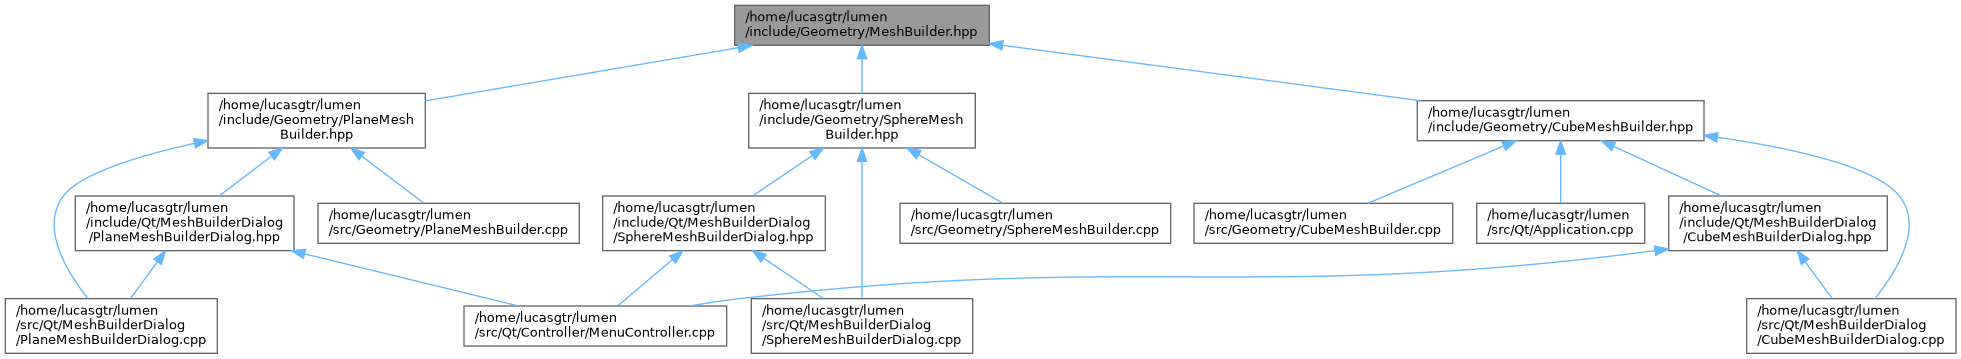 /home/lucasgtr/lumen
/include/Geometry/MeshBuilder.hpp
/home/lucasgtr/lumen
/include/Geometry/PlaneMesh
Builder.hpp
/home/lucasgtr/lumen
/include/Geometry/SphereMesh
Builder.hpp
/home/lucasgtr/lumen
/include/Geometry/CubeMeshBuilder.hpp
/home/lucasgtr/lumen
/include/Qt/MeshBuilderDialog
/PlaneMeshBuilderDialog.hpp
/home/lucasgtr/lumen
/src/Geometry/PlaneMeshBuilder.cpp
/home/lucasgtr/lumen
/include/Qt/MeshBuilderDialog
/SphereMeshBuilderDialog.hpp
/home/lucasgtr/lumen
/src/Geometry/SphereMeshBuilder.cpp
/home/lucasgtr/lumen
/src/Geometry/CubeMeshBuilder.cpp
/home/lucasgtr/lumen
/src/Qt/Application.cpp
/home/lucasgtr/lumen
/include/Qt/MeshBuilderDialog
/CubeMeshBuilderDialog.hpp
/home/lucasgtr/lumen
/src/Qt/MeshBuilderDialog
/PlaneMeshBuilderDialog.cpp
/home/lucasgtr/lumen
/src/Qt/Controller/MenuController.cpp
/home/lucasgtr/lumen
/src/Qt/MeshBuilderDialog
/SphereMeshBuilderDialog.cpp
/home/lucasgtr/lumen
/src/Qt/MeshBuilderDialog
/CubeMeshBuilderDialog.cpp